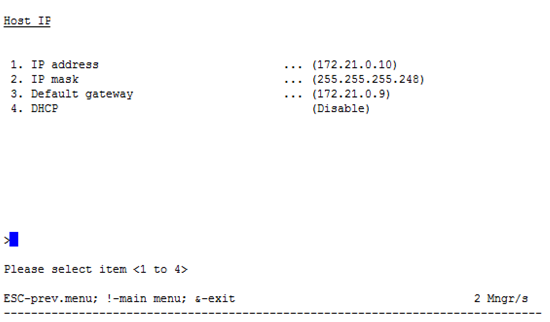 Host IP
1. IP address ... (172.21.0.10)
2. IP mask ... (255.255.255.248)
3. Default gateway ... (172.21.0.9)
4. DHCP (Disable)
>
Please select item <1 to 4>
ESC-prev.menu; !-main menu; &-exit 2 Mngr/s
--------------------------------------------------------------------------------